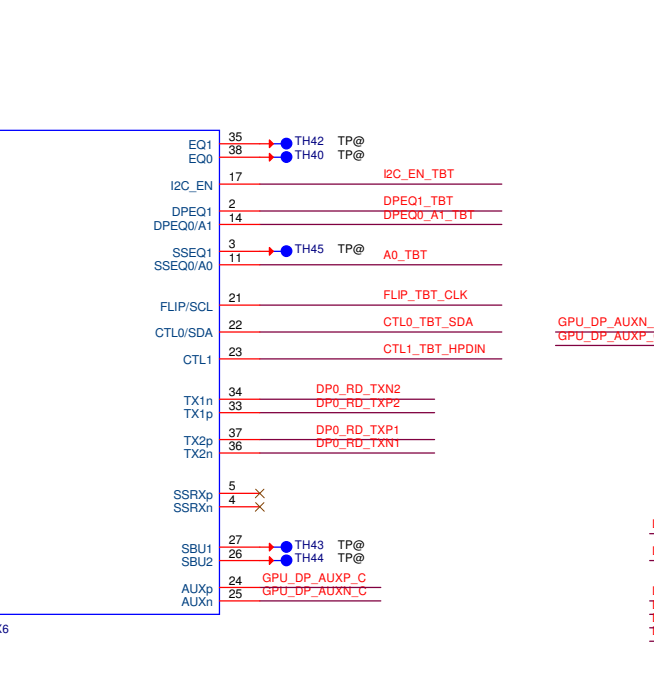 EQ1 35 TH42 TP@
EQ0 38 TH40 TP@
I2C_EN 17 I2C_EN_TBT
DPEQ1 2 DPEQ1_TBT
DPEQ0/A1 14 DPEQ0_A1_TBT
SSEQ1 3 TH45 TP@
SSEQ0/A0 11 A0_TBT
FLIP/SCL 21 FLIP_TBT_CLK
CTL0/SDA 22 CTL0_TBT_SDA GPU_DP_AUXN_
GPU_DP_AUXP_
CTL1 23 CTL1_TBT_HPDIN
TX1n 34 DP0_RD_TXN2
TX1p 33 DP0_RD_TXP2
TX2p 37 DP0_RD_TXP1
TX2n 36 DP0_RD_TXN1
SSRXp 5
SSRXn 4
SBU1 27 TH43 TP@
SBU2 26 TH44 TP@
AUXp 24 GPU_DP_AUXP_C
AUXn 25 GPU_DP_AUXN_C